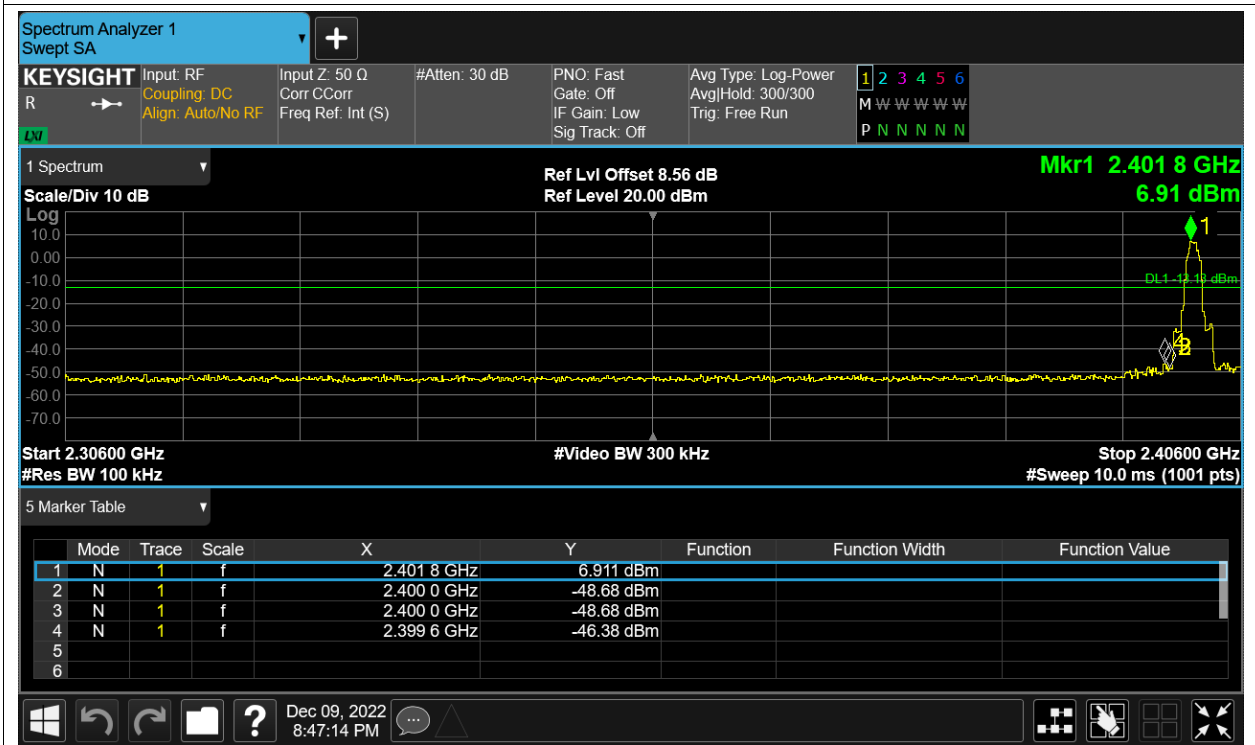 Spectrum Analyzer 1
Swept SA
KEYSIGHT Input: RF Input Z: 50 Ω #Atten: 30 dB PNO: Fast Avg Type: Log-Power 1 2 3 4 5 6
R Coupling: DC Corr CCorr Gate: Off Avg|Hold: 300/300 M W W W W W
Align: Auto/No RF Freq Ref: Int (S) IF Gain: Low Trig: Free Run
LXI Sig Track: Off P N N N N N
1 Spectrum Ref Lvl Offset 8.56 dB Mkr1 2.401 8 GHz
Scale/Div 10 dB Ref Level 20.00 dBm 6.91 dBm
Log
1
10.0
0.00
-10.0 DL1 -13.13 dBm
-20.0
-30.0
-40.0 4 2
-50.0
-60.0
-70.0
Start 2.30600 GHz #Video BW 300 kHz Stop 2.40600 GHz
#Res BW 100 kHz #Sweep 10.0 ms (1001 pts)
5 Marker Table
Mode Trace Scale X Y Function Function Width Function Value
1 N 1 f 2.401 8 GHz 6.911 dBm
2 N 1 f 2.400 0 GHz -48.68 dBm
3 N 1 f 2.400 0 GHz -48.68 dBm
4 N 1 f 2.399 6 GHz -46.38 dBm
5
6
? Dec 09, 2022
8:47:14 PM